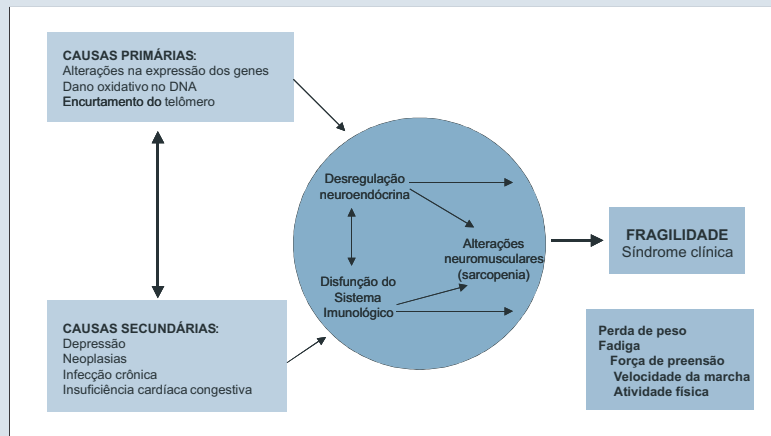 CAUSAS PRIMÁRIAS:
Alterações na expressão dos genes
Dano oxidativo no DNA
Encurtamento do telômero
Desregulação
neuroendócrina
Alterações
neuromusculares
(sarcopenia)
Disfunção do
Sistema
Imunológico
CAUSAS SECUNDÁRIAS:
Depressão
Neoplasias
Infecção crônica
Insuficiência cardíaca congestiva
FRAGILIDADE
Síndrome clínica
Perda de peso
Fadiga
Força de preensão
Velocidade da marcha
Atividade física